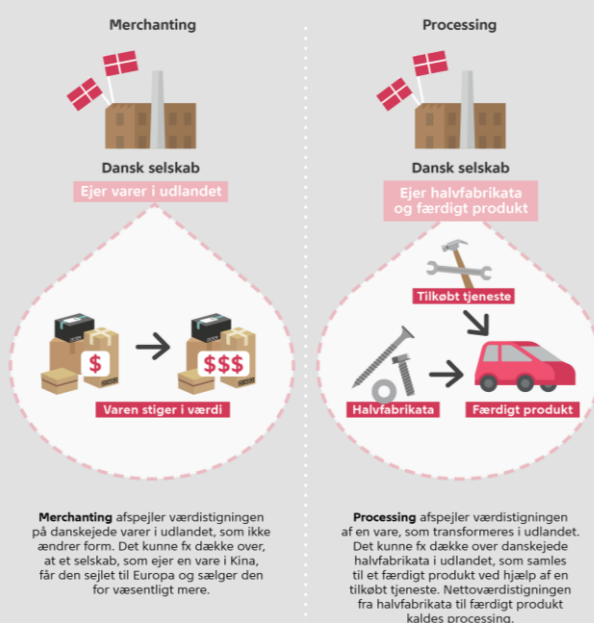 Merchanting
Dansk selskab
Ejer varer i udlandet
$
$$$
Varen stiger i værdi
Merchanting afspejler værdistigningen
på danskejede varer i udlandet, som ikke
ændrer form. Det kunne fx dække over,
at et selskab, som ejer en vare i Kina,
får den sejlet til Europa og sælger den
for væsentligt mere.
Processing
Dansk selskab
Ejer halvfabrikata
og færdigt produkt
Tilkøbt tjeneste
Halvfabrikata
Færdigt produkt
Processing afspejler værdistigningen
af en vare, som transformeres i udlandet.
Det kunne fx dække over danskejede
halvfabrikata i udlandet, som samles
til et færdigt produkt ved hjælp af en
tilkøbt tjeneste. Nettoværdistigningen
fra halvfabrikata til færdigt produkt
kaldes processing.